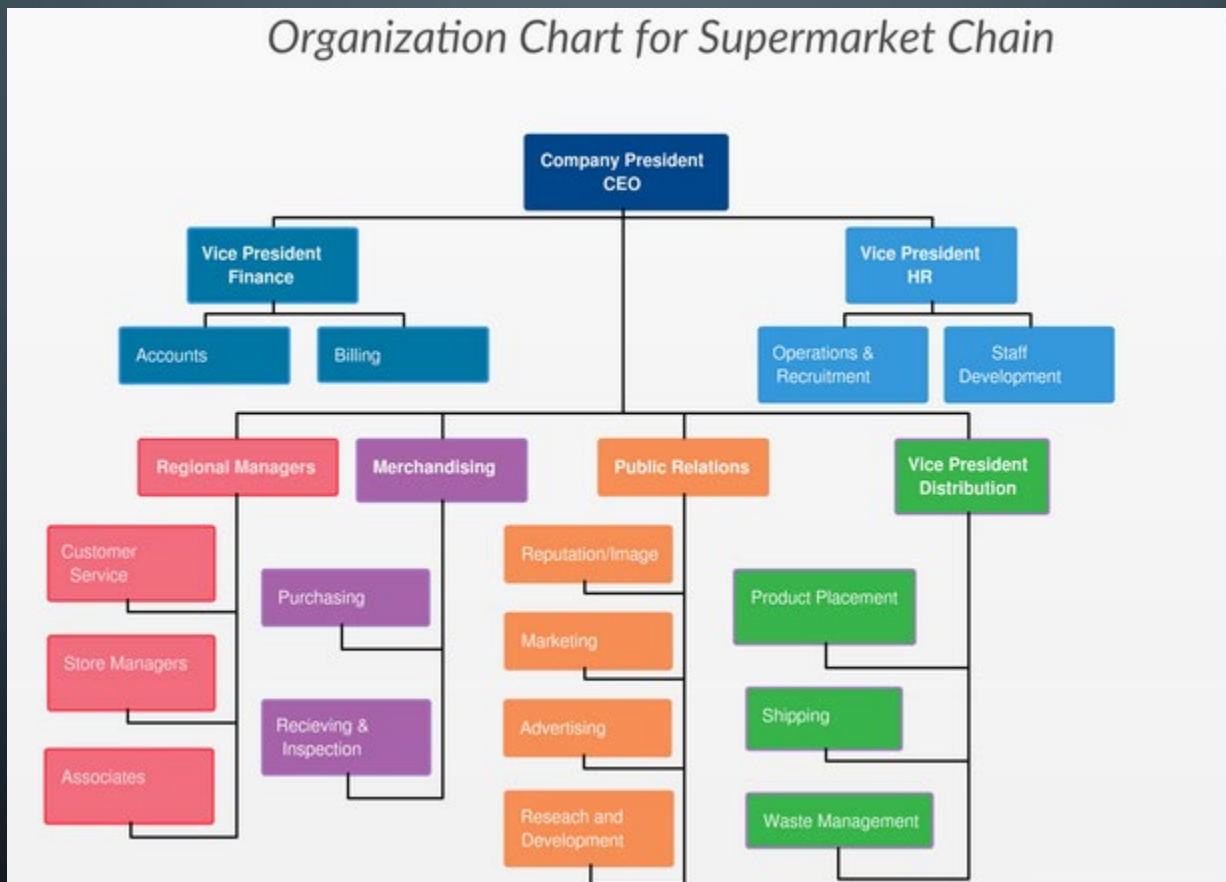 Organization Chart for Supermarket Chain
Company President
CEO
Vice President
Finance
Vice President
HR
Accounts
Billing
Operations &
Recruitment
Staff
Development
Regional Managers
Merchandising
Public Relations
Vice President
Distribution
Customer
Service
Store Managers
Associates
Purchasing
Recieving &
Inspection
Reputation/Image
Marketing
Advertising
Reseach and
Development
Product Placement
Shipping
Waste Management